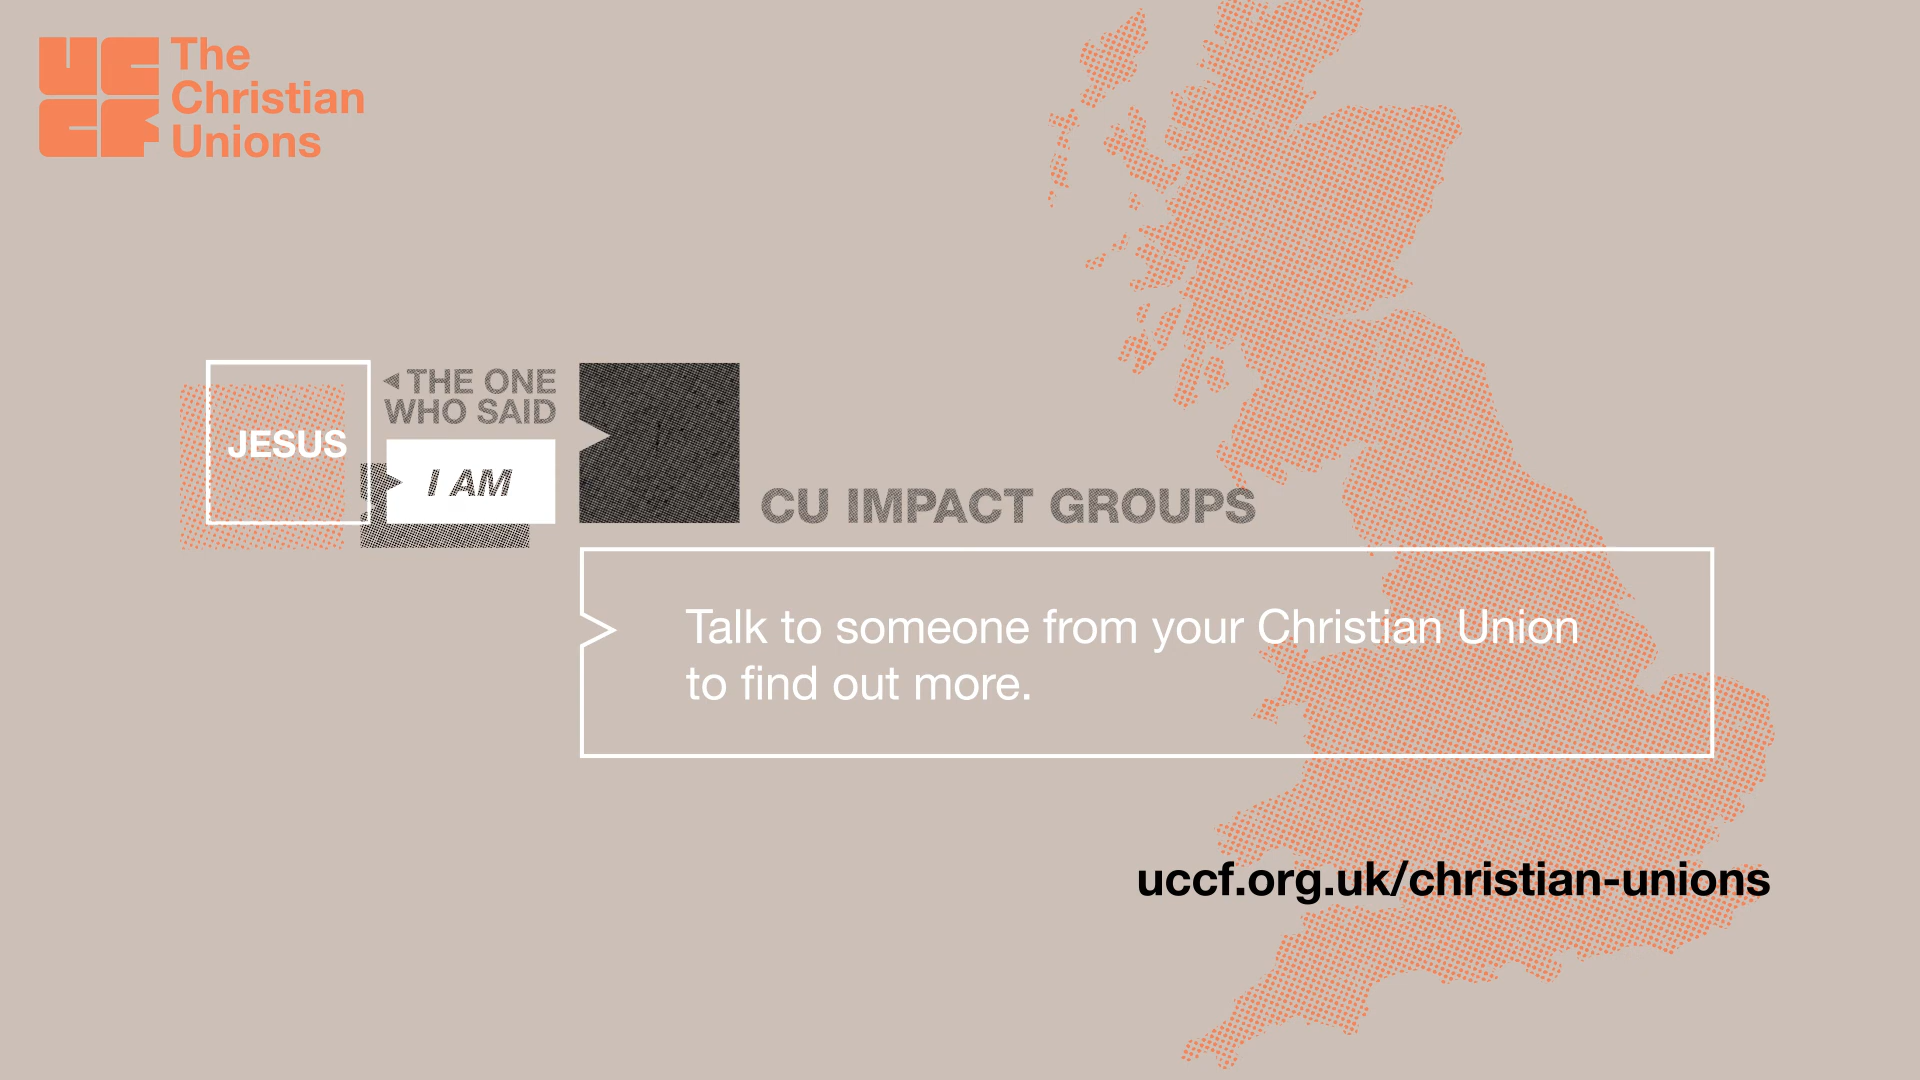 UCCF
The
Christian
Unions
JESUS
THE ONE
WHO SAID
I AM
CU IMPACT GROUPS
Talk to someone from your Christian Union
to find out more.
uccf.org.uk/christian-unions